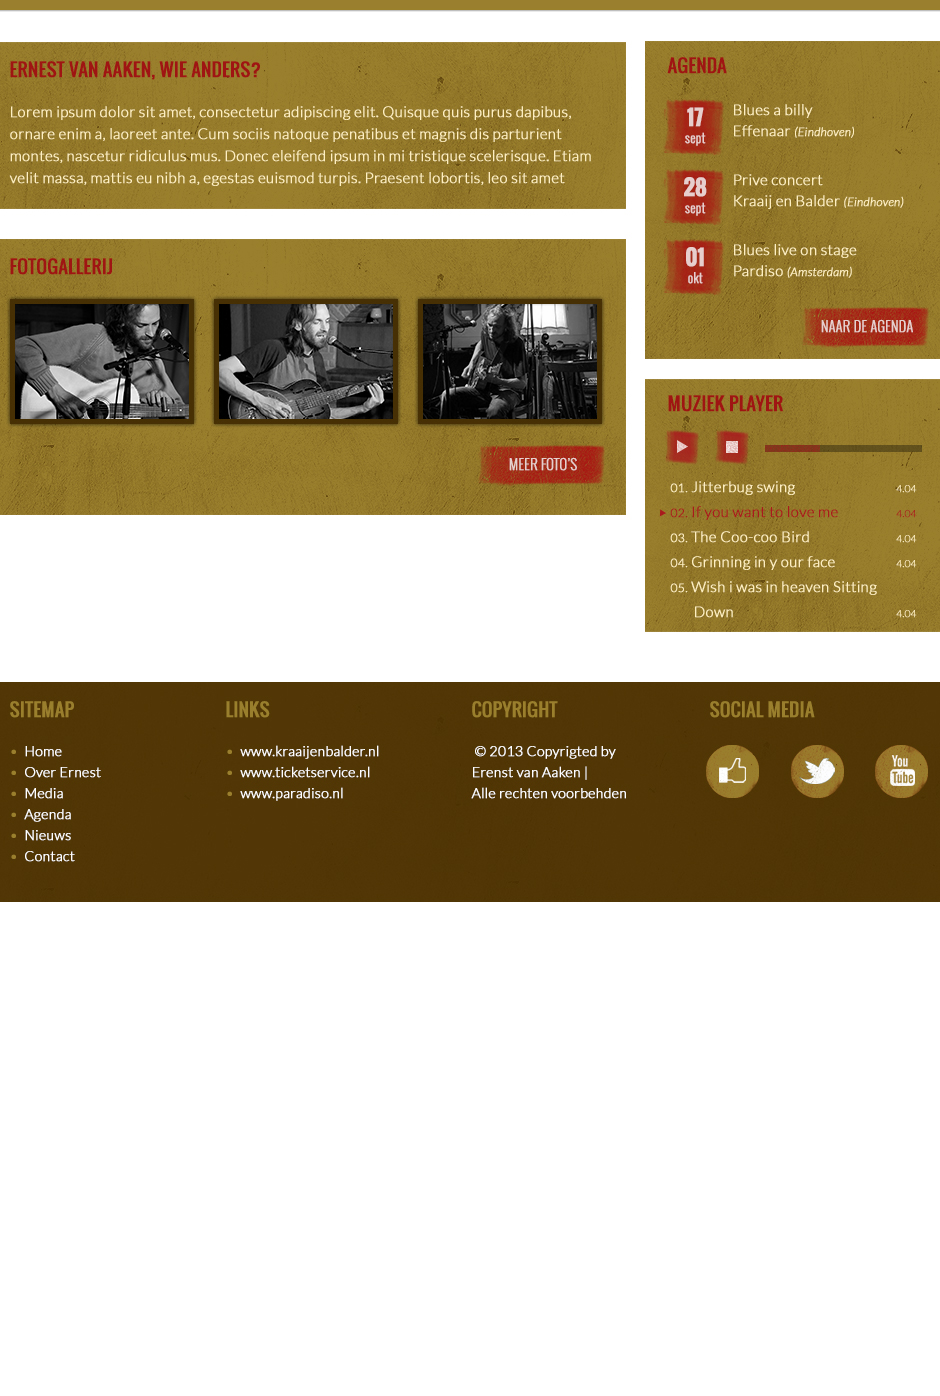 ERNEST VAN AAKEN, WIE ANDERS?
Lorem ipsum dolor sit amet, consectetur adipiscing elit. Quisque quis purus dapibus,
ornare enim a, laoreet ante. Cum sociis natoque penatibus et magnis dis parturient
montes, nascetur ridiculus mus. Donec eleifend ipsum in mi tristique scelerisque. Etiam
velit massa, mattis eu nibh a, egestas euismod turpis. Praesent lobortis, leo sit amet
FOTOGALLERIJ
MEER FOTO'S
AGENDA
17
sept
Blues a billy
Effenaar (Eindhoven)
28
sept
Prive concert
Kraaij en Balder (Eindhoven)
01
okt
Blues live on stage
Pardiso (Amsterdam)
NAAR DE AGENDA
MUZIEK PLAYER
01. Jitterbug swing 4.04
02. If you want to love me 4.04
03. The Coo-coo Bird 4.04
04. Grinning in y our face 4.04
05. Wish i was in heaven Sitting
Down 4.04
SITEMAP
Home
Over Ernest
Media
Agenda
Nieuws
Contact
LINKS
www.kraaijenbalder.nl
www.ticketservice.nl
www.paradiso.nl
COPYRIGHT
© 2013 Copyrigted by
Erenst van Aaken |
Alle rechten voorbehden
SOCIAL MEDIA
You
Tube